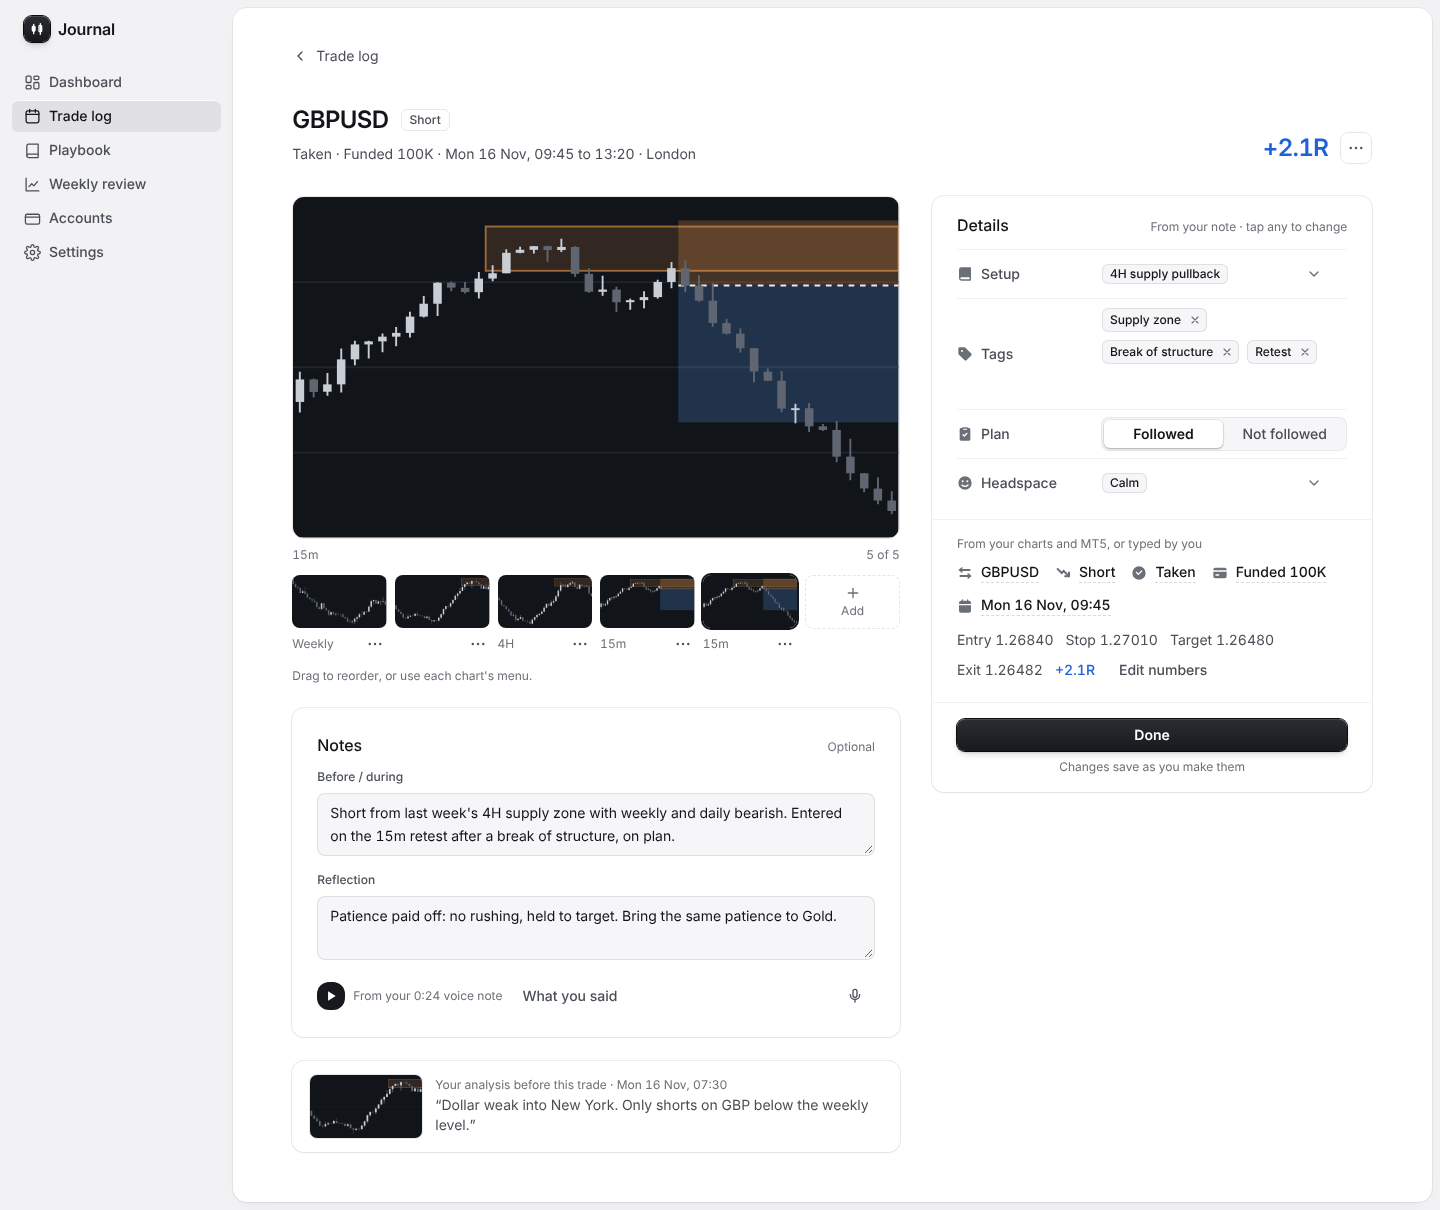 Journal
Dashboard
Trade log
Playbook
Weekly review
Accounts
Settings
Trade log
GBPUSD
Short
Taken · Funded 100K · Mon 16 Nov, 09:45 to 13:20 · London
+2.1R
15m
5 of 5
Add
Weekly
4H
15m
15m
Drag to reorder, or use each chart's menu.
Notes
Optional
Before / during
Short from last week's 4H supply zone with weekly and daily bearish. Entered
on the 15m retest after a break of structure, on plan.
Reflection
Patience paid off: no rushing, held to target. Bring the same patience to Gold.
From your 0:24 voice note
What you said
Your analysis before this trade · Mon 16 Nov, 07:30
“Dollar weak into New York. Only shorts on GBP below the weekly
level.”
Details
From your note · tap any to change
Setup
4H supply pullback
Tags
Supply zone
Break of structure
Retest
Plan
Followed
Not followed
Headspace
Calm
From your charts and MT5, or typed by you
GBPUSD
Short
Taken
Funded 100K
Mon 16 Nov, 09:45
Entry 1.26840 Stop 1.27010 Target 1.26480
Exit 1.26482 +2.1R Edit numbers
Done
Changes save as you make them